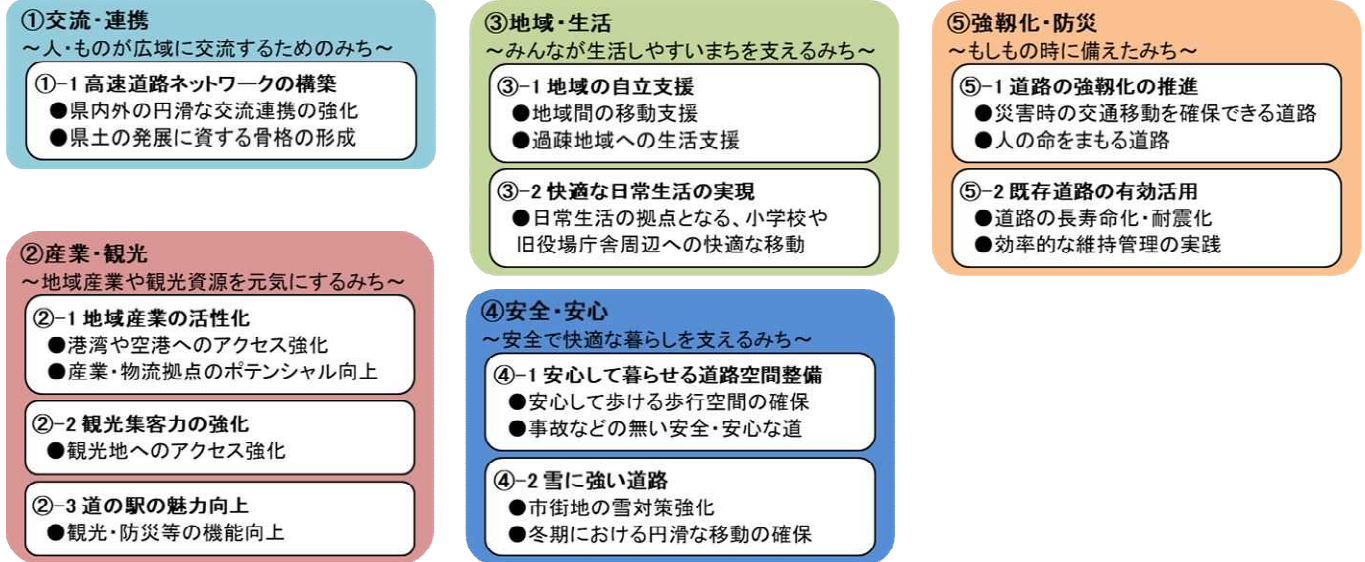 ①交流・連携
～人・ものが広域に交流するためのみち～
①-1 高速道路ネットワークの構築
●県内外の円滑な交流連携の強化
●県土の発展に資する骨格の形成
②産業・観光
～地域産業や観光資源を元気にするみち～
②-1 地域産業の活性化
●港湾や空港へのアクセス強化
●産業・物流拠点のポテンシャル向上
②-2 観光集客力の強化
●観光地へのアクセス強化
②-3 道の駅の魅力向上
●観光・防災等の機能向上
③地域・生活
～みんなが生活しやすいまちを支えるみち～
③-1 地域の自立支援
●地域間の移動支援
●過疎地域への生活支援
③-2 快適な日常生活の実現
●日常生活の拠点となる、小学校や
旧役場庁舎周辺への快適な移動
④安全・安心
～安全で快適な暮らしを支えるみち～
④-1 安心して暮らせる道路空間整備
●安心して歩ける歩行空間の確保
●事故などの無い安全・安心な道
④-2 雪に強い道路
●市街地の雪対策強化
●冬期における円滑な移動の確保
⑤強靱化・防災
～もしもの時に備えたみち～
⑤-1 道路の強靱化の推進
●災害時の交通移動を確保できる道路
●人の命をまもる道路
⑤-2 既存道路の有効活用
●道路の長寿命化・耐震化
●効率的な維持管理の実践